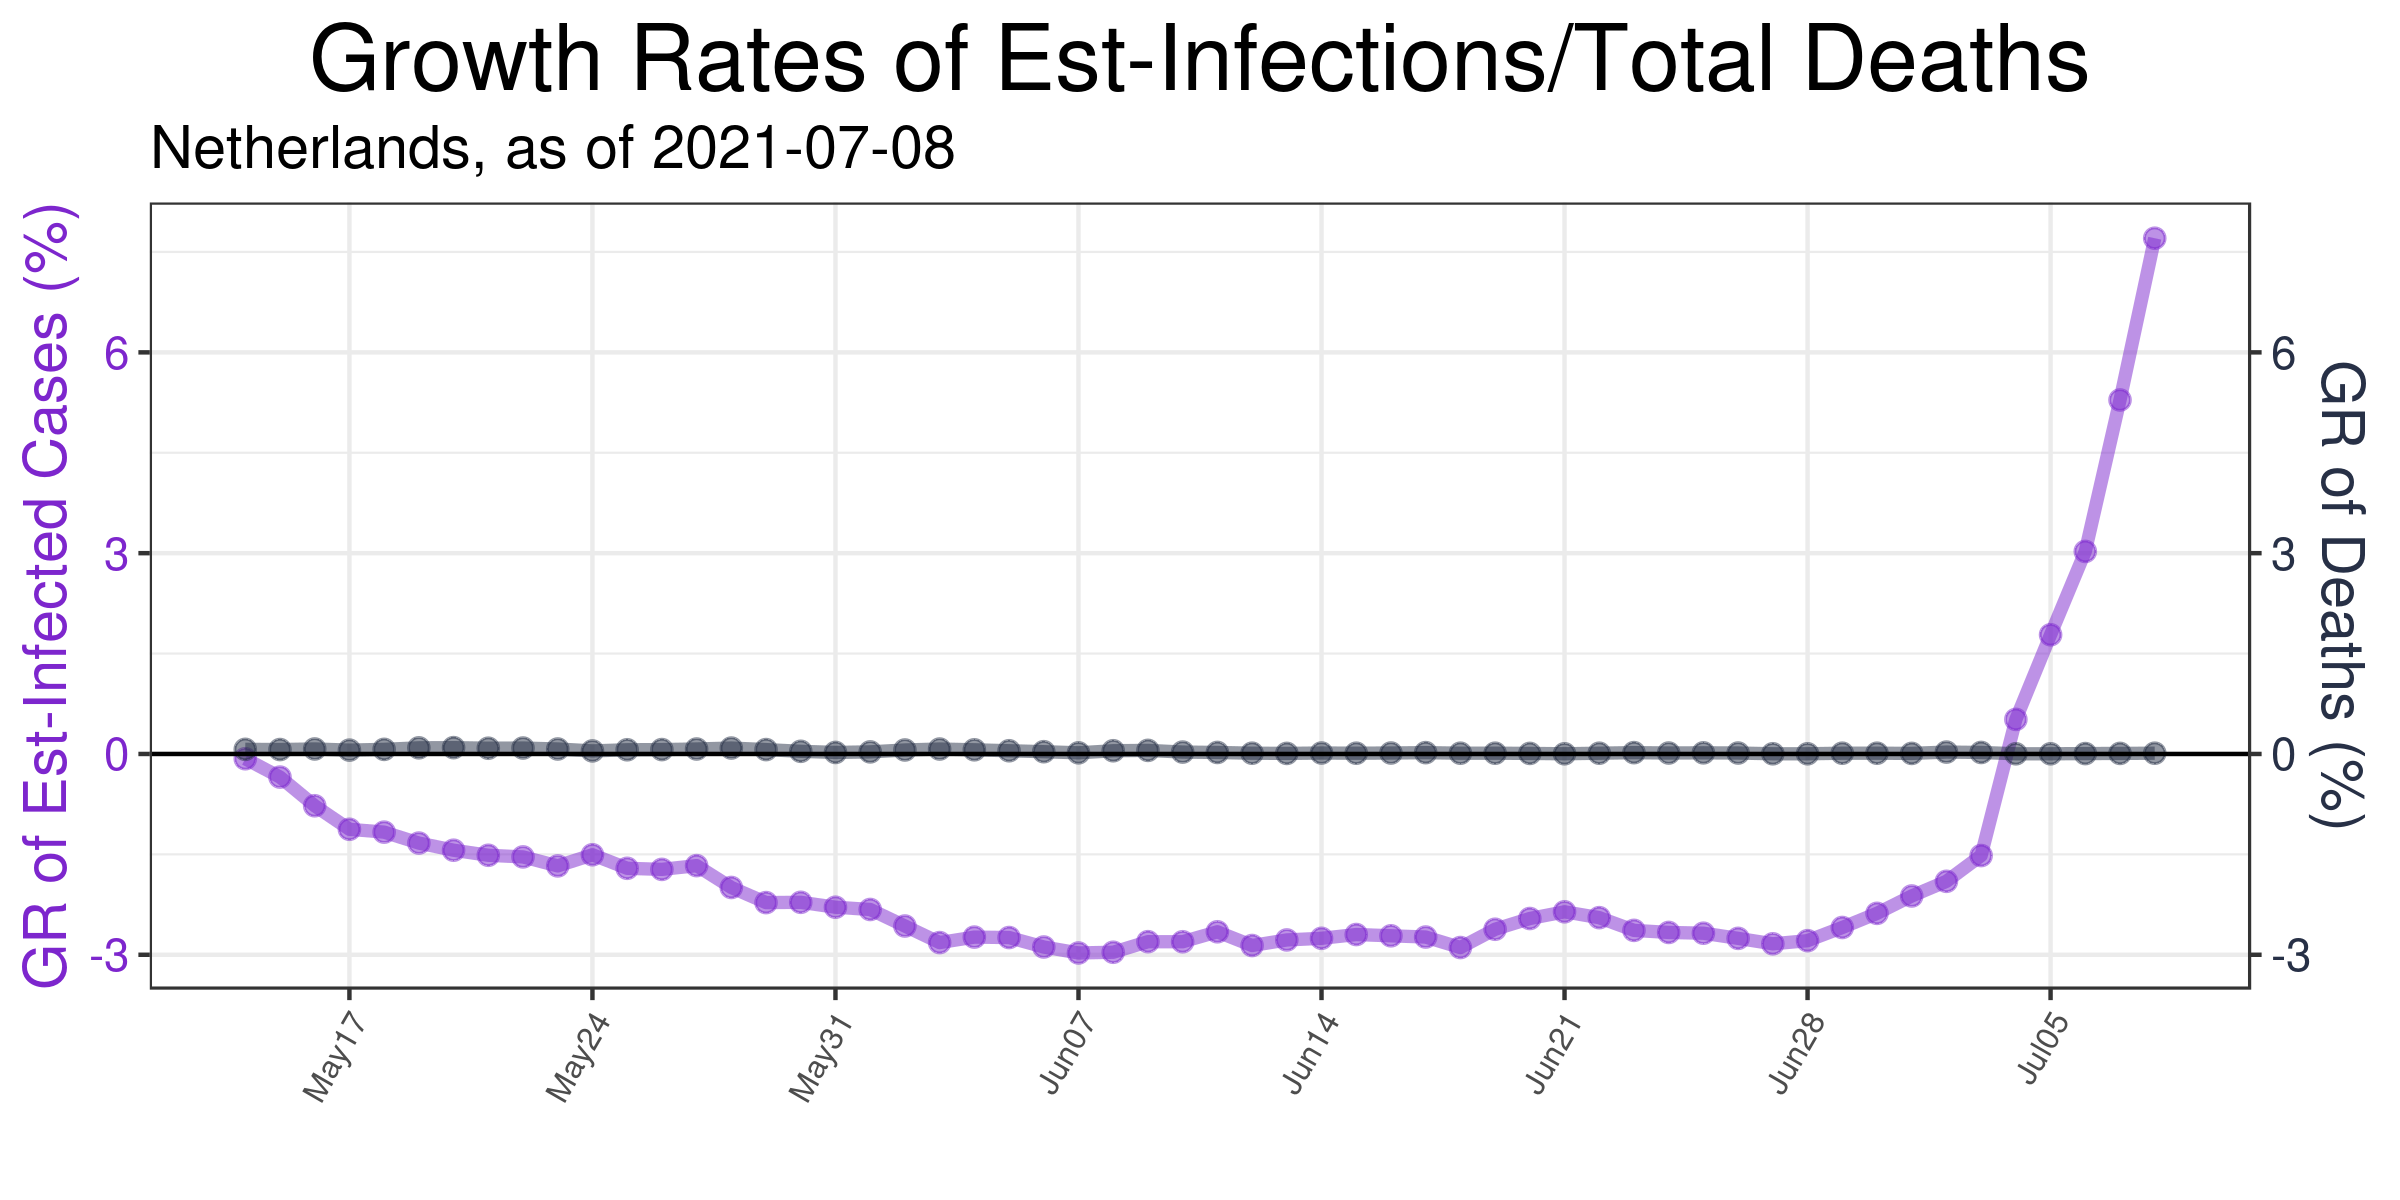 Growth Rates of Est-Infections/Total Deaths
Netherlands, as of 2021-07-08
GR of Est-Infected Cases (%)
6
3
0
-3
6
3
0
-3
GR of Deaths (%)
May17
May24
May31
Jun07
Jun14
Jun21
Jun28
Jul05